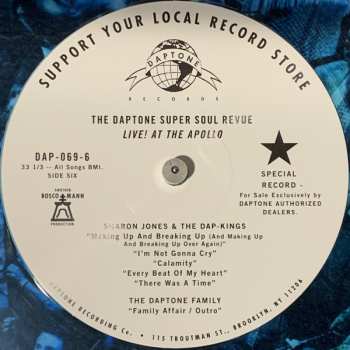 SUPPORT YOUR LOCAL RECORD STORE
DAPTONE
RECORDS
THE DAPTONE SUPER SOUL REVUE
LIVE! AT THE APOLLO
DAP-069-6
33 1/3 — All Songs BMI.
SIDE SIX
ANOTHER
BOSCO MANN
PRODUCTION
SPECIAL
RECORD -
For Sale Exclusively by
DAPTONE AUTHORIZED
DEALERS.
SHARON JONES & THE DAP-KINGS
"Making Up And Breaking Up (And Making Up
And Breaking Up Over Again)"
"I'm Not Gonna Cry"
"Calamity"
"Every Beat Of My Heart"
"There Was A Time"
THE DAPTONE FAMILY
"Family Affair / Outro"
DAPTONE RECORDING Co. • 115 TROUTMAN ST., BROOKLYN, NY 11206